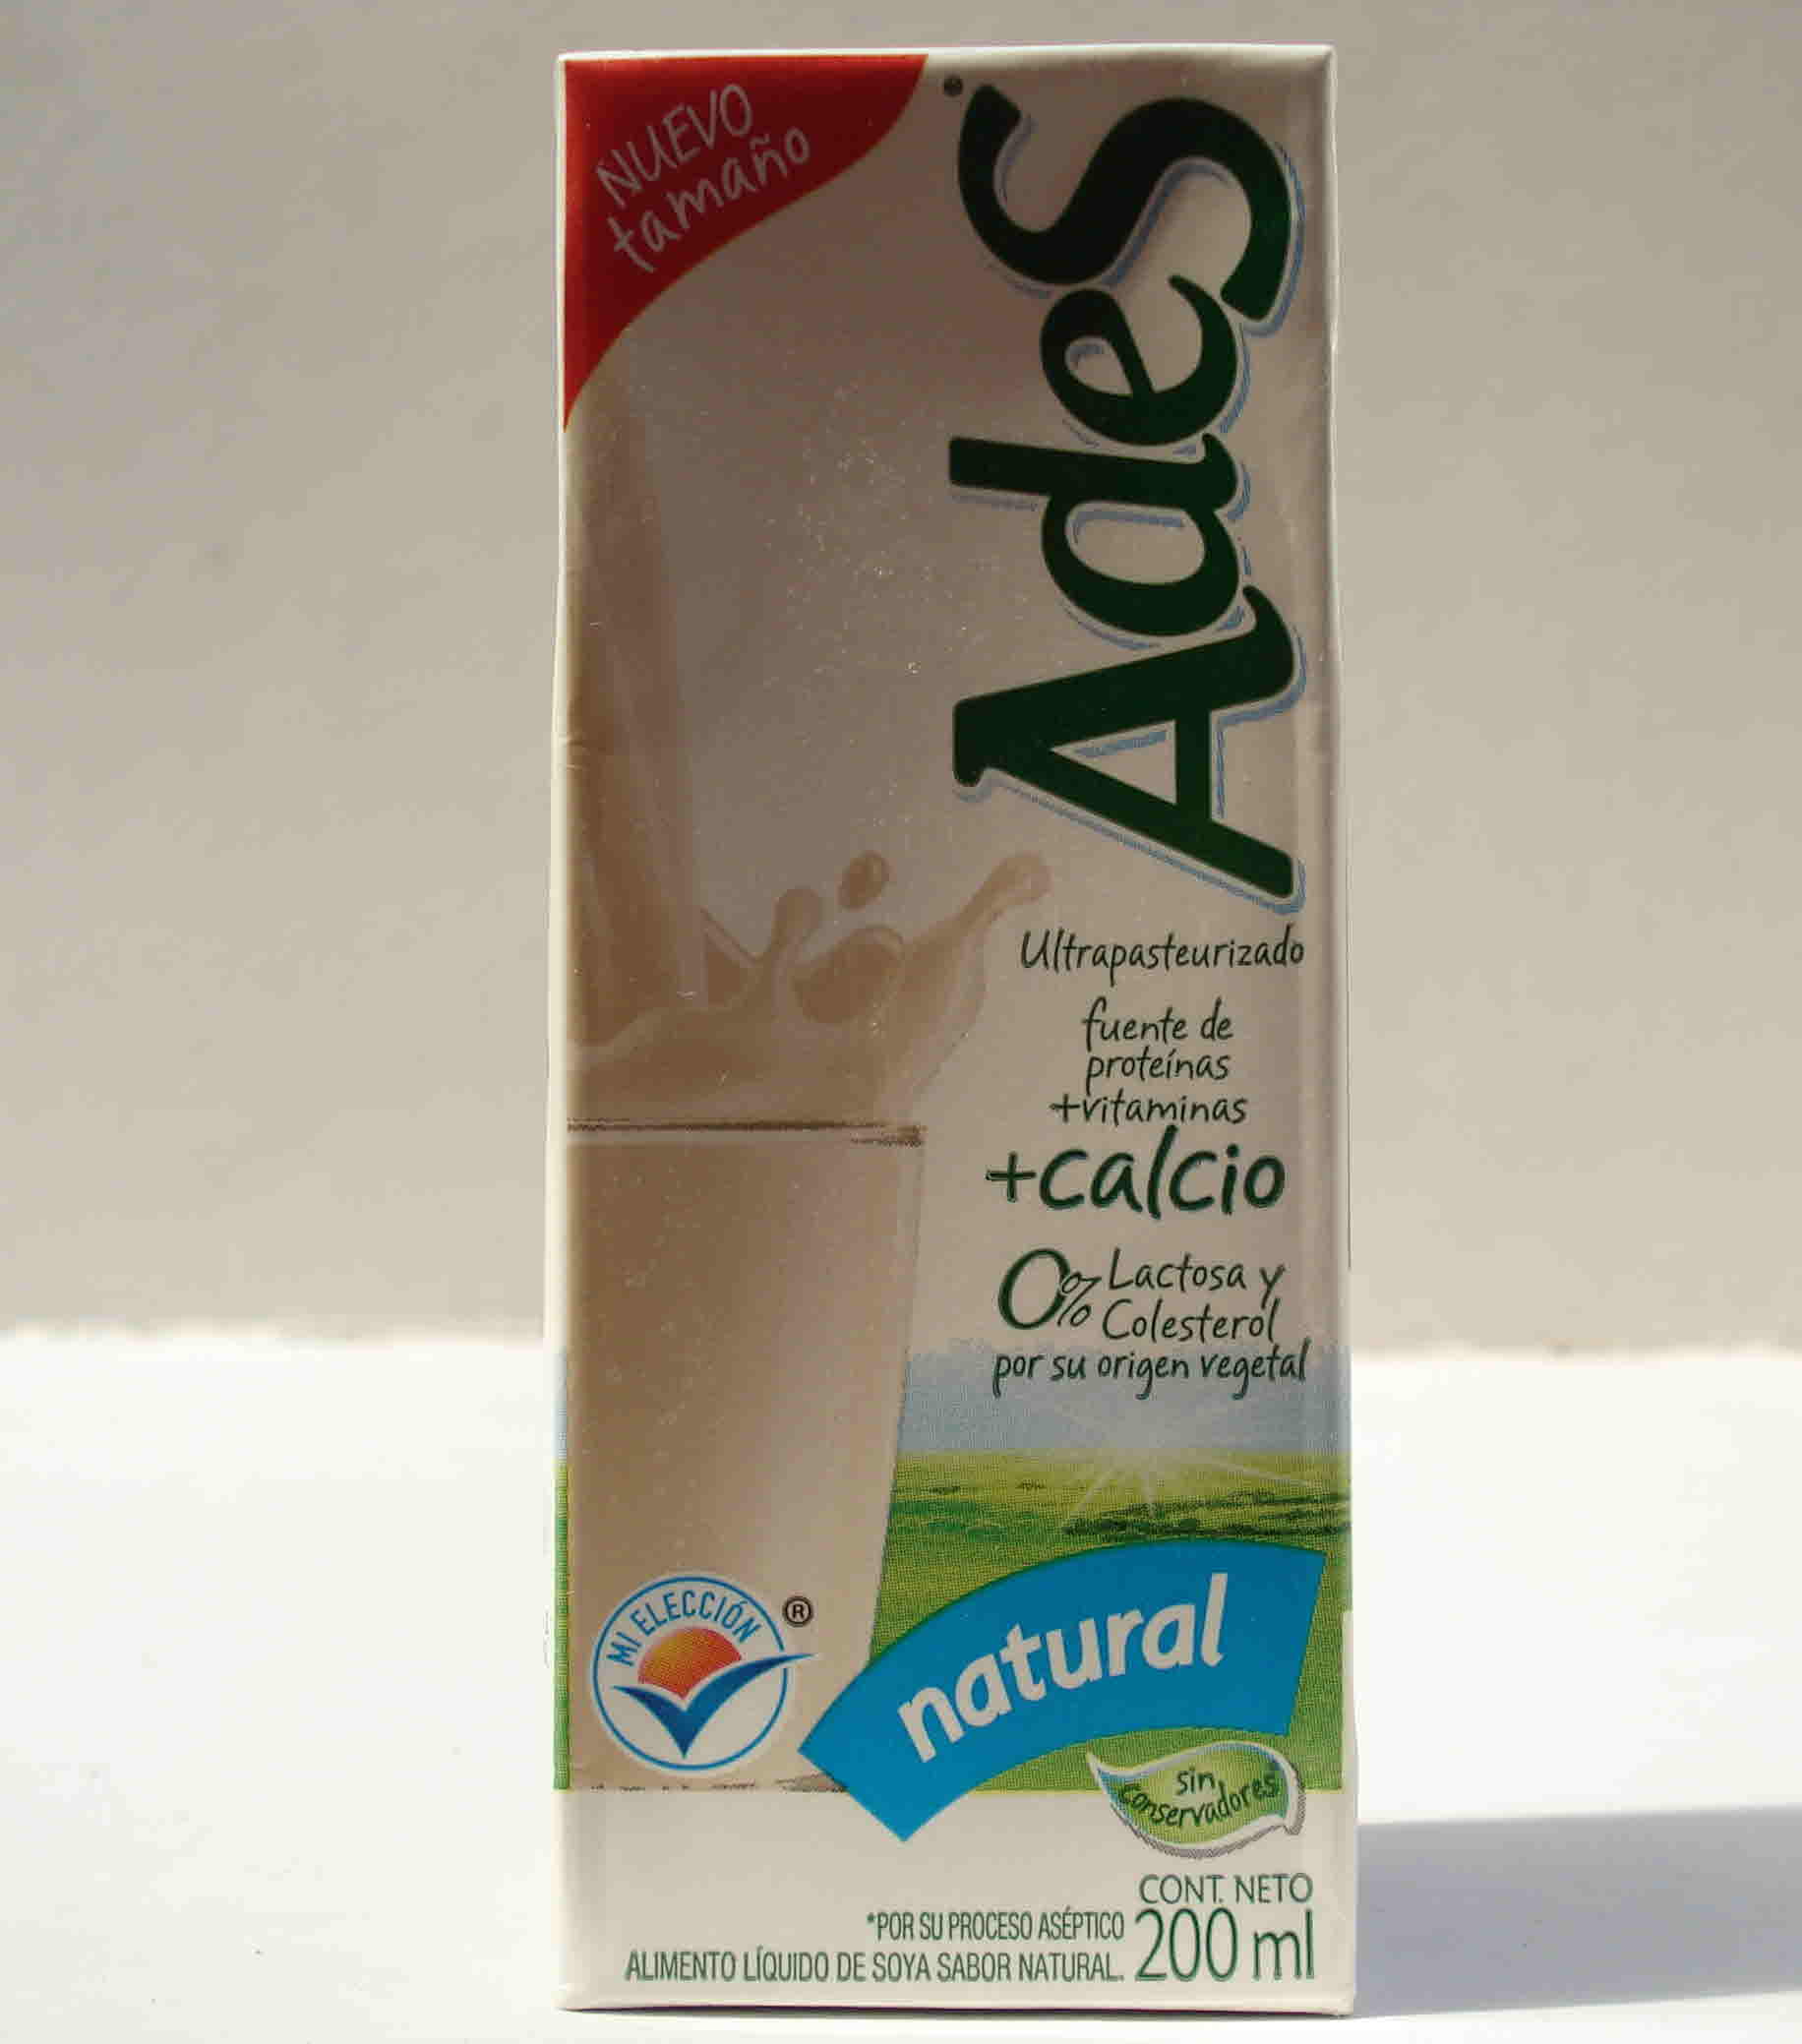 NUEVO
tamaño
AdeS
Ultrapasteurizado
fuente de
proteínas
+vitaminas
+calcio
0% Lactosa y
Colesterol
por su origen vegetal
MI ELECCIÓN ®
natural
sin
conservadores*
CONT. NETO
200 ml
*POR SU PROCESO ASÉPTICO
ALIMENTO LÍQUIDO DE SOYA SABOR NATURAL.